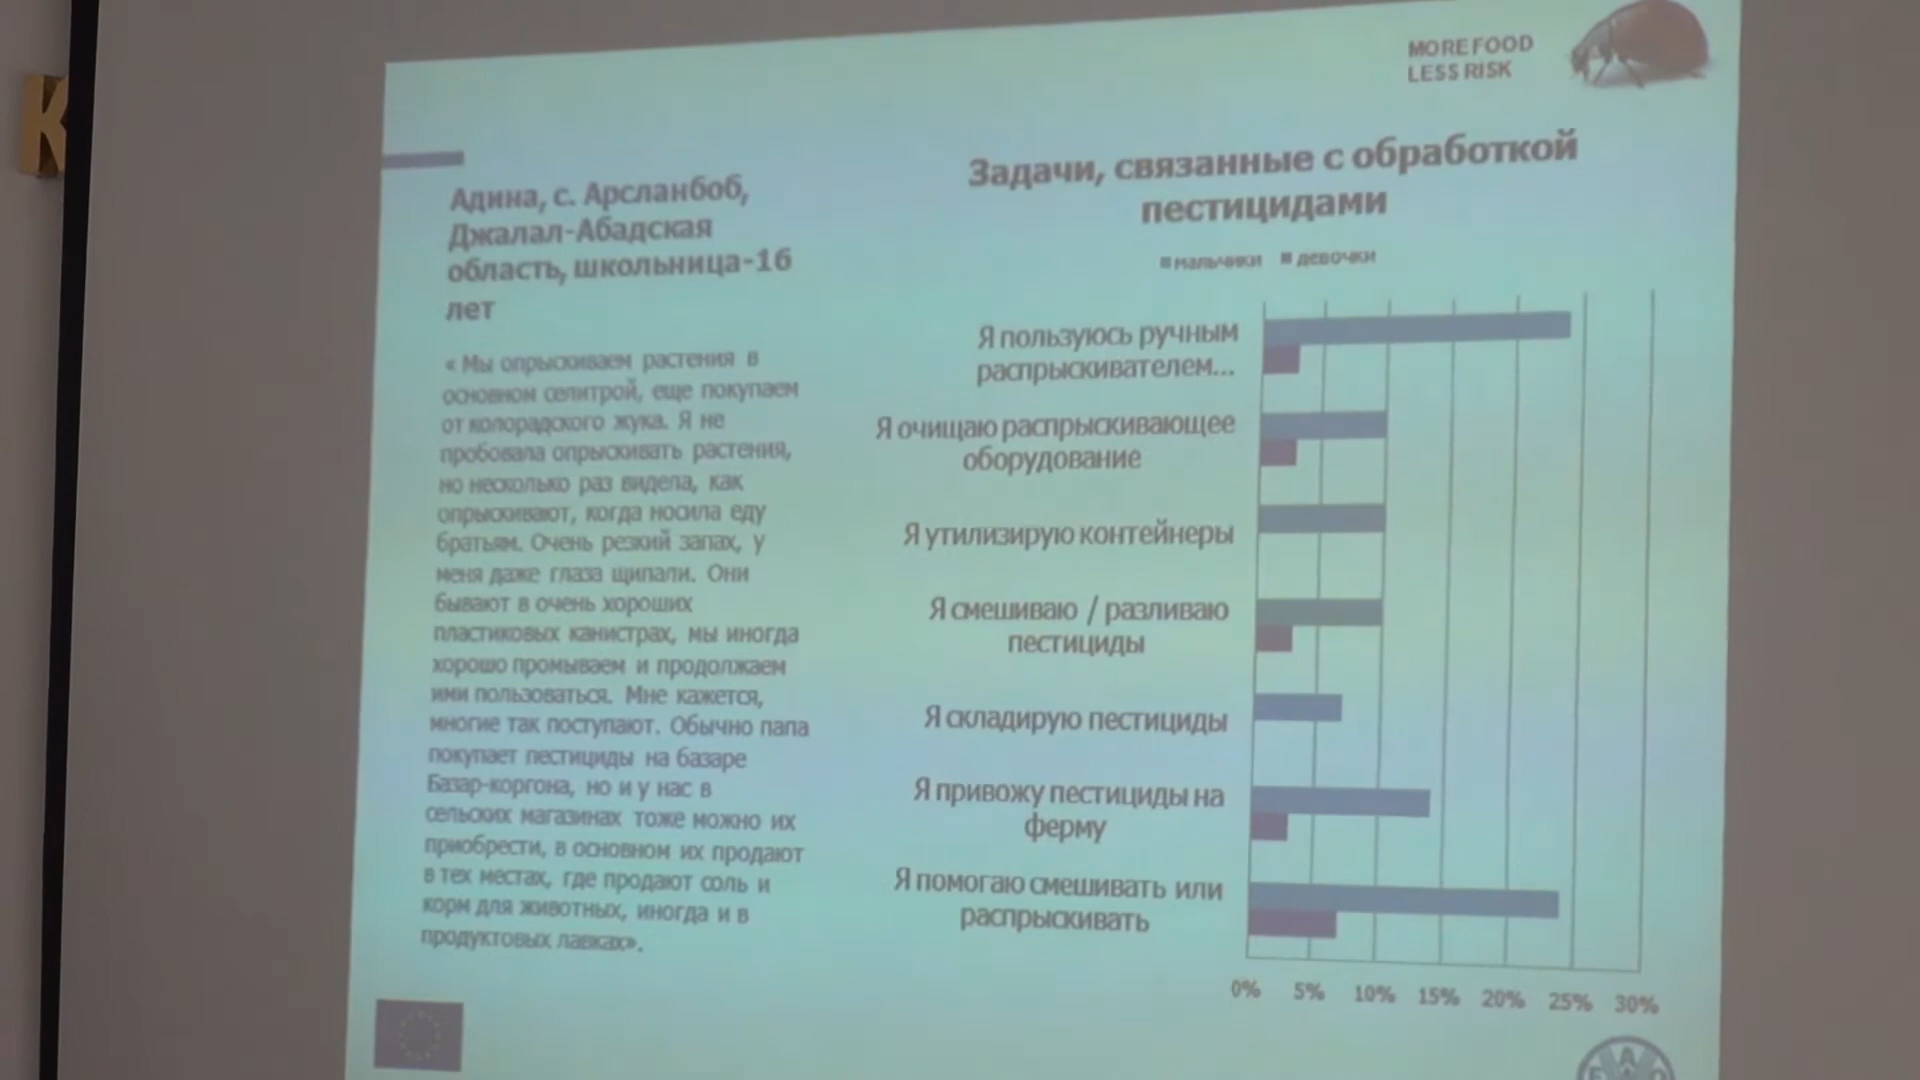 K
MORE FOOD
LESS RISK
Адина, с. Арсланбоб,
Джалал-Абадская
область, школьница-16
лет
« Мы опрыскиваем растения в
основном селитрой, еще покупаем
от колорадского жука. Я не
пробовала опрыскивать растения,
но несколько раз видела, как
опрыскивают, когда носила еду
братьям. Очень резкий запах, у
меня даже глаза щипали. Они
бывают в очень хороших
пластиковых канистрах, мы иногда
хорошо промываем и продолжаем
ими пользоваться. Мне кажется,
многие так поступают. Обычно папа
покупает пестициды на базаре
Базар-коргона, но и у нас в
сельских магазинах тоже можно их
приобрести, в основном их продают
в тех местах, где продают соль и
корм для животных, иногда и в
продуктовых лавках».
Задачи, связанные с обработкой
пестицидами
мальчики девочки
Я пользуюсь ручным
распрыскивателем...
Я очищаю распрыскивающее
оборудование
Я утилизирую контейнеры
Я смешиваю / разливаю
пестициды
Я складирую пестициды
Я привожу пестициды на
ферму
Я помогаю смешивать или
распрыскивать
0% 5% 10% 15% 20% 25% 30%
F A O